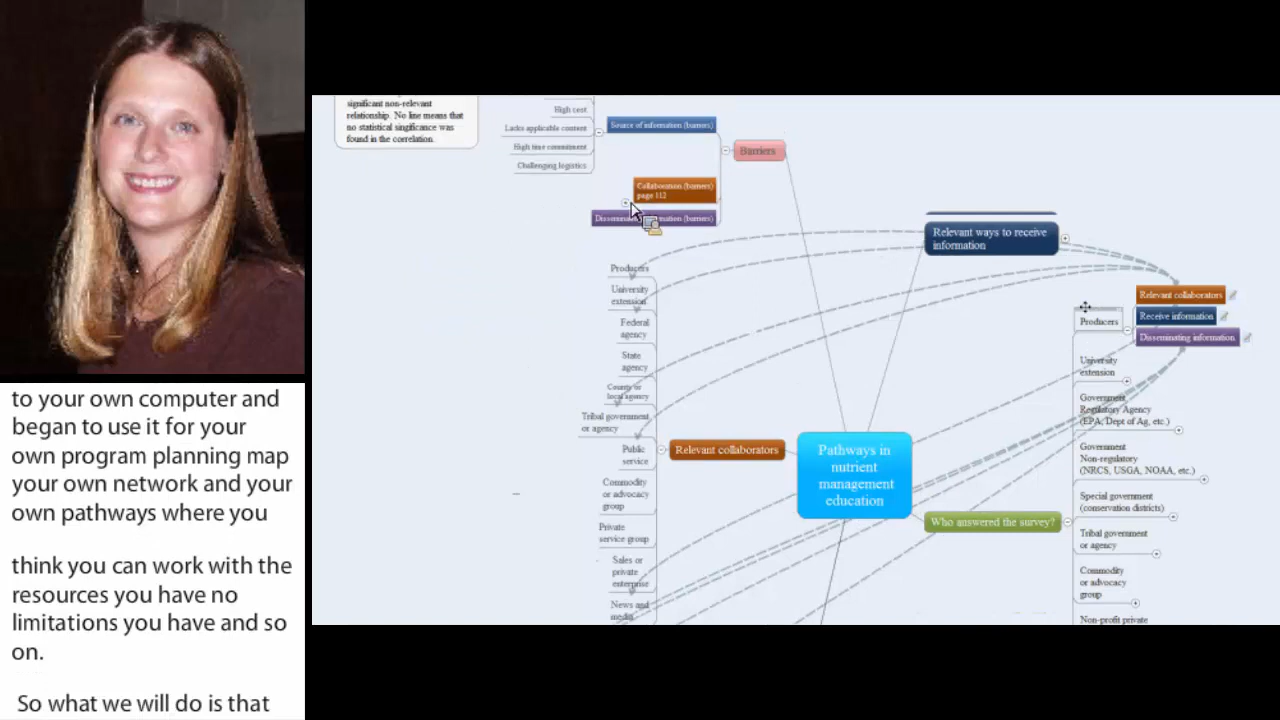 to your own computer and
began to use it for your
own program planning map
your own network and your
own pathways where you
think you can work with the
resources you have no
limitations you have and so
on.
So what we will do is that
significant non-relevant
relationship. No line means that
no statistical singificance was
found in the correlation.
High cost
Lacks applicable content
High time commitment
Challenging logistics
Source of information (barriers)
Barriers
Collaboration (barriers)
page 112
(barriers)
Relevant ways to receive
information
Producers
University
extension
Federal
agency
State
agency
County or
local agency
Tribal government
or agency
Public
service
Commodity
or advocacy
group
Private
service group
Sales or
private
enterprise
News and
media
Relevant collaborators
Pathways in
nutrient
management
education
Who answered the survey?
Relevant collaborators
Receive information
Disseminating information
Producers
University
extension
Government
Regulatory Agency
(EPA, Dept of Ag, etc.)
Government
Non-regulatory
(NRCS, USGA, NOAA, etc.)
Special government
(conservation districts)
Tribal government
or agency
Commodity
or advocacy
group
Non-profit private